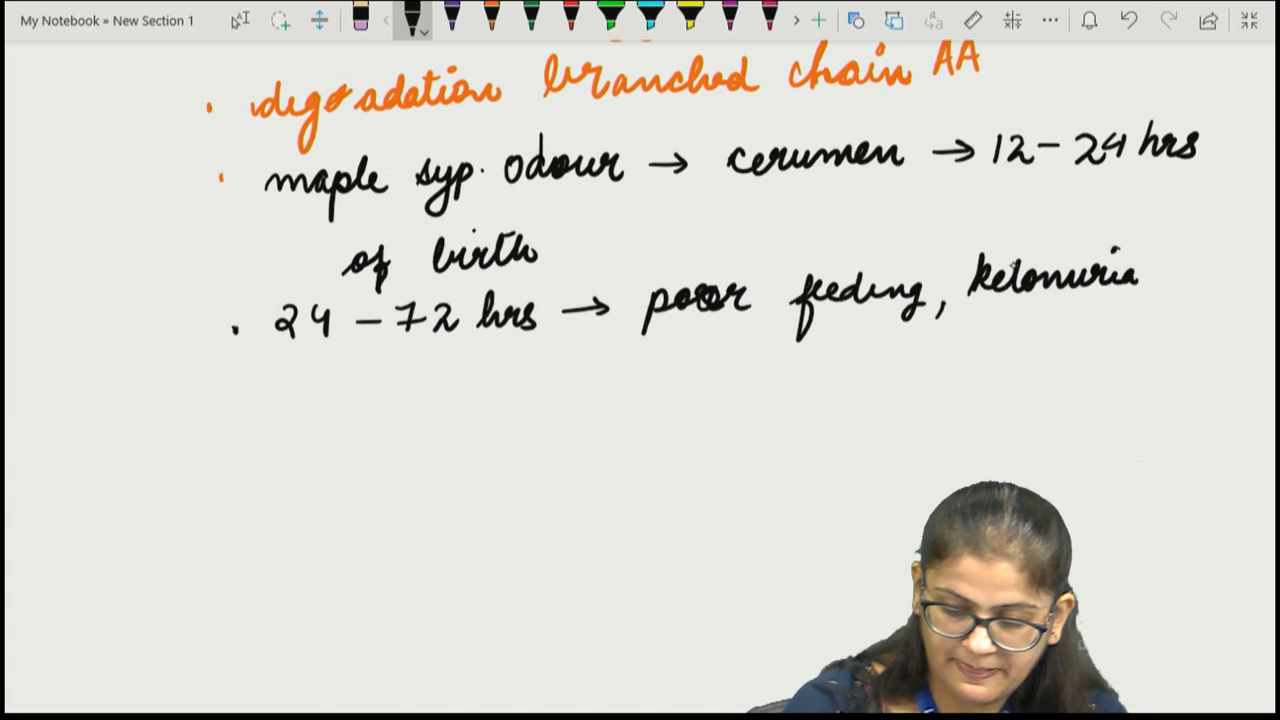 My Notebook » New Section 1
• degradation branched chain AA
• maple syp. odour → cerumen → 12 - 24 hrs
of birth
• 24 - 72 hrs → poor feeding, ketonuria